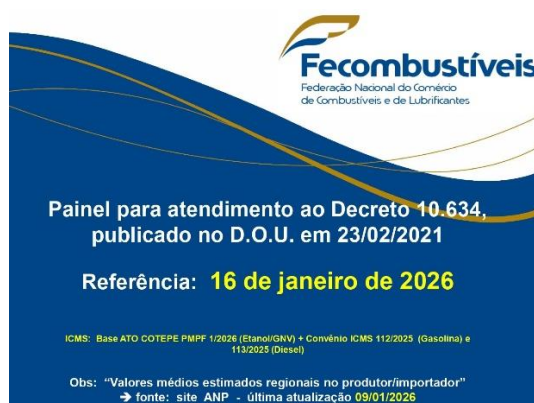 Fecombustíveis
Federação Nacional do Comércio
de Combustíveis e de Lubrificantes
Painel para atendimento ao Decreto 10.634,
publicado no D.O.U. em 23/02/2021
Referência: 16 de janeiro de 2026
ICMS: Base ATO COTEPE PMPF 1/2026 (Etanol/GNV) + Convênio ICMS 112/2025 (Gasolina) e
113/2025 (Diesel)
Obs: “Valores médios estimados regionais no produtor/importador”
➔ fonte: site ANP - última atualização 09/01/2026